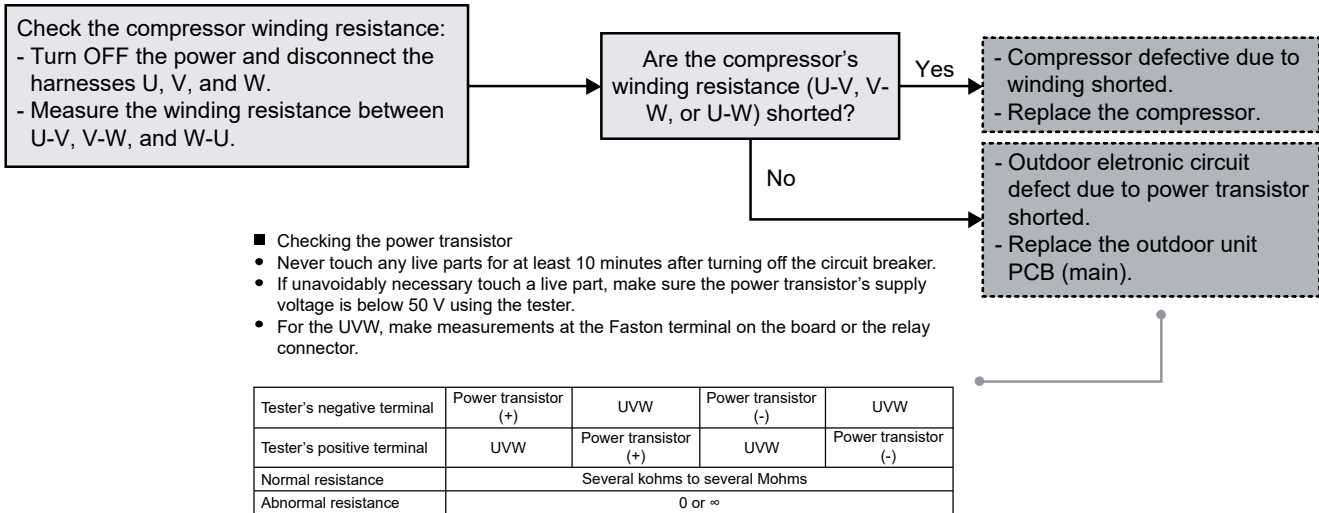 Check the compressor winding resistance:
- Turn OFF the power and disconnect the
harnesses U, V, and W.
- Measure the winding resistance between
U-V, V-W, and W-U.
Are the compressor's
winding resistance (U-V, V-
W, or U-W) shorted?
Yes
- Compressor defective due to
winding shorted.
- Replace the compressor.
No
- Outdoor eletronic circuit
defect due to power transistor
shorted.
- Replace the outdoor unit
PCB (main).
■ Checking the power transistor
• Never touch any live parts for at least 10 minutes after turning off the circuit breaker.
• If unavoidably necessary touch a live part, make sure the power transistor's supply
voltage is below 50 V using the tester.
• For the UVW, make measurements at the Faston terminal on the board or the relay
connector.
Tester's negative terminal Power transistor (+) UVW Power transistor (-) UVW
Tester's positive terminal UVW Power transistor (+) UVW Power transistor (-)
Normal resistance Several kohms to several Mohms
Abnormal resistance 0 or ∞